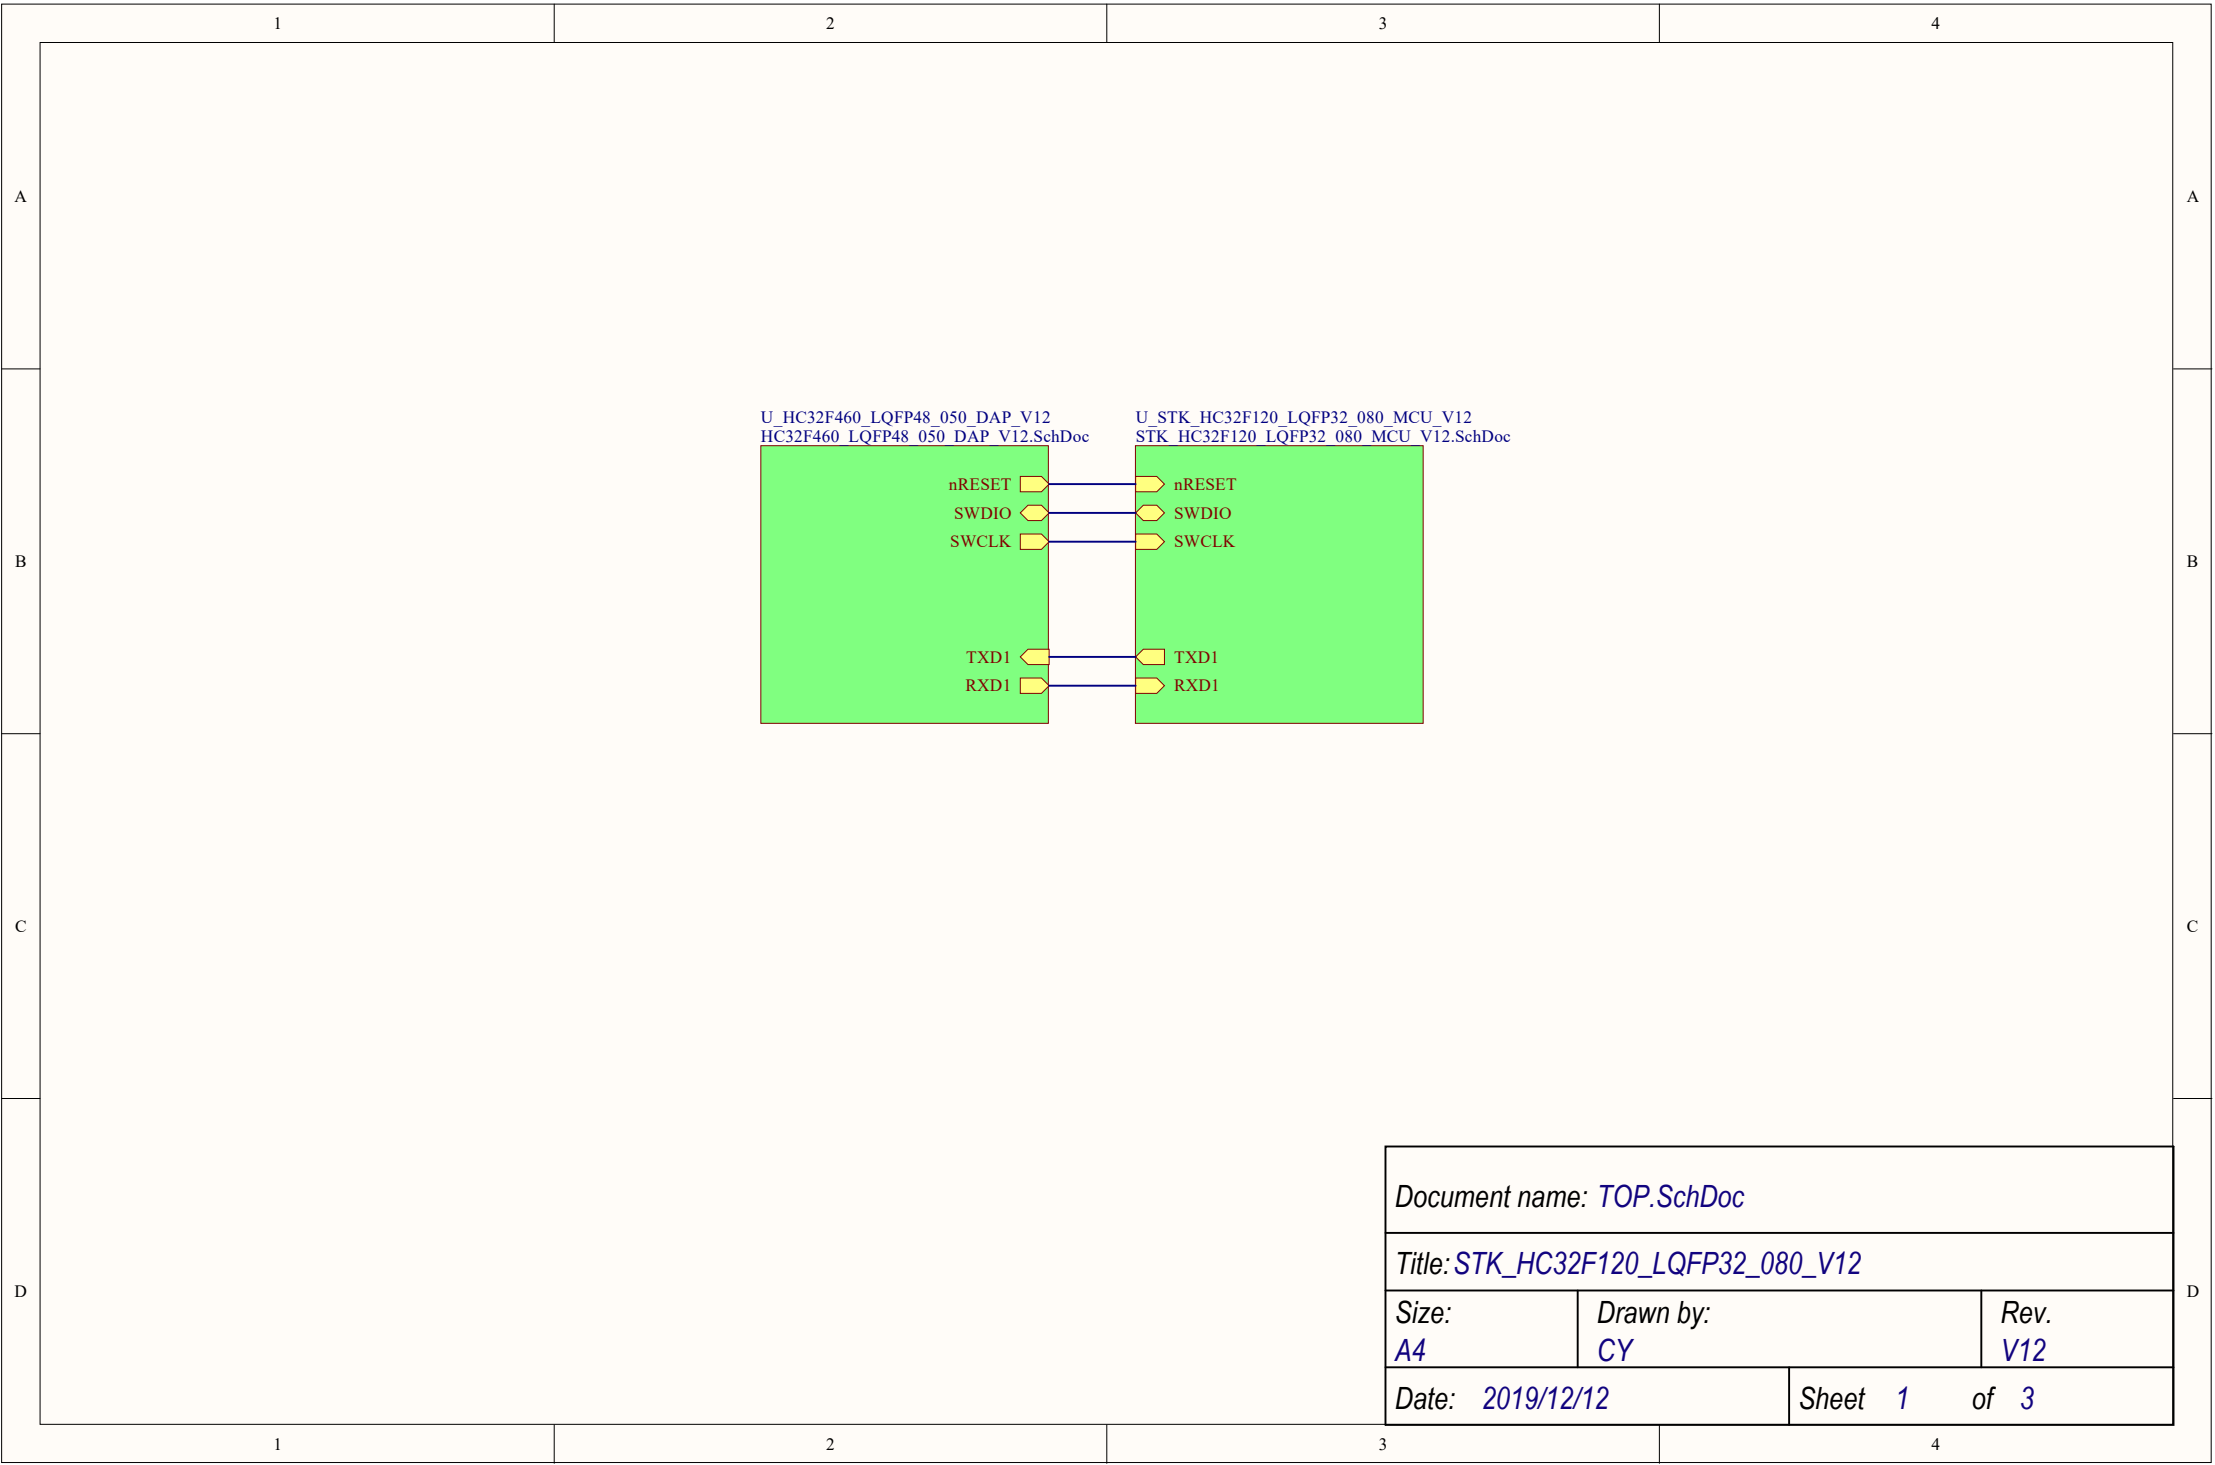 1 2 3 4
A A
U_HC32F460_LQFP48_050_DAP_V12 U_STK_HC32F120_LQFP32_080_MCU_V12
HC32F460_LQFP48_050_DAP_V12.SchDoc STK_HC32F120_LQFP32_080_MCU_V12.SchDoc
nRESET nRESET
SWDIO SWDIO
SWCLK SWCLK
B B
TXD1 TXD1
RXD1 RXD1
C C
Document name: TOP.SchDoc
Title: STK_HC32F120_LQFP32_080_V12
D D
Size: Drawn by: Rev.
A4 CY V12
Date: 2019/12/12 Sheet 1 of 3
1 2 3 4